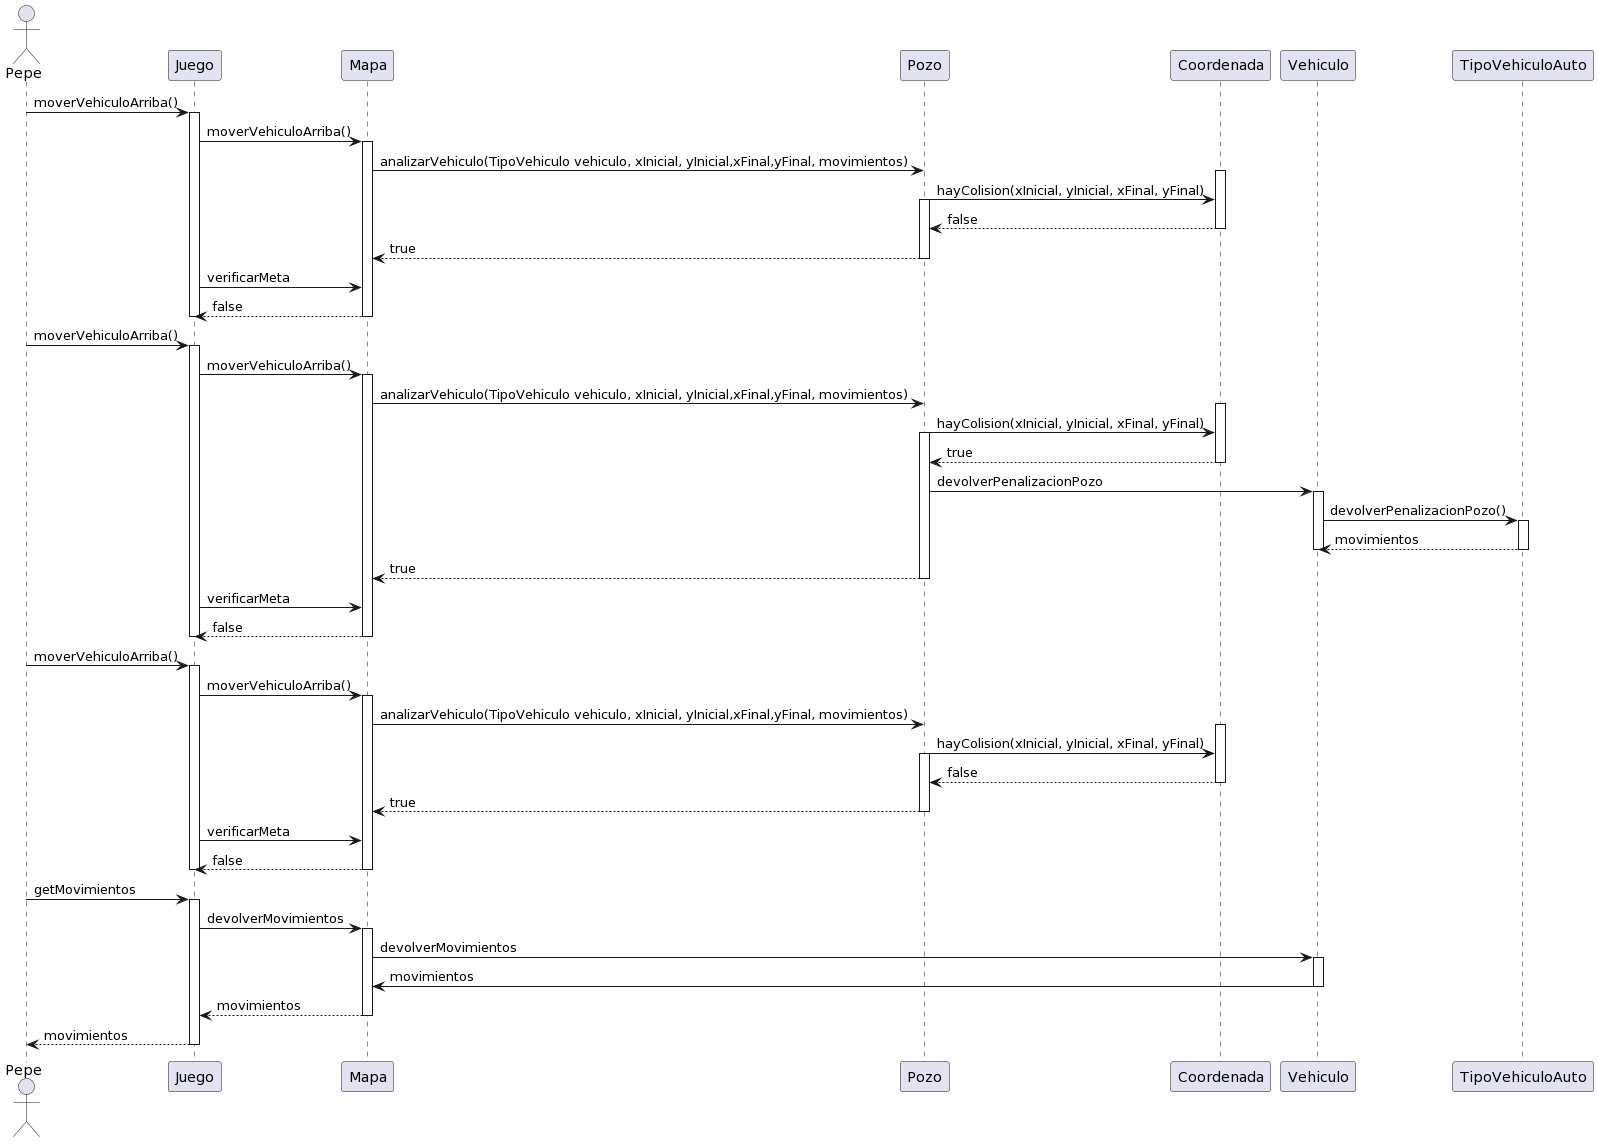 Pepe
Juego
Mapa
Pozo
Coordenada
Vehiculo
TipoVehiculoAuto
moverVehiculoArriba()
moverVehiculoArriba()
analizarVehiculo(TipoVehiculo vehiculo, xInicial, yInicial,xFinal,yFinal, movimientos)
hayColision(xInicial, yInicial, xFinal, yFinal)
false
true
verificarMeta
false
moverVehiculoArriba()
moverVehiculoArriba()
analizarVehiculo(TipoVehiculo vehiculo, xInicial, yInicial,xFinal,yFinal, movimientos)
hayColision(xInicial, yInicial, xFinal, yFinal)
true
devolverPenalizacionPozo
devolverPenalizacionPozo()
movimientos
true
verificarMeta
false
moverVehiculoArriba()
moverVehiculoArriba()
analizarVehiculo(TipoVehiculo vehiculo, xInicial, yInicial,xFinal,yFinal, movimientos)
hayColision(xInicial, yInicial, xFinal, yFinal)
false
true
verificarMeta
false
getMovimientos
devolverMovimientos
devolverMovimientos
movimientos
movimientos
movimientos
Pepe
Juego
Mapa
Pozo
Coordenada
Vehiculo
TipoVehiculoAuto